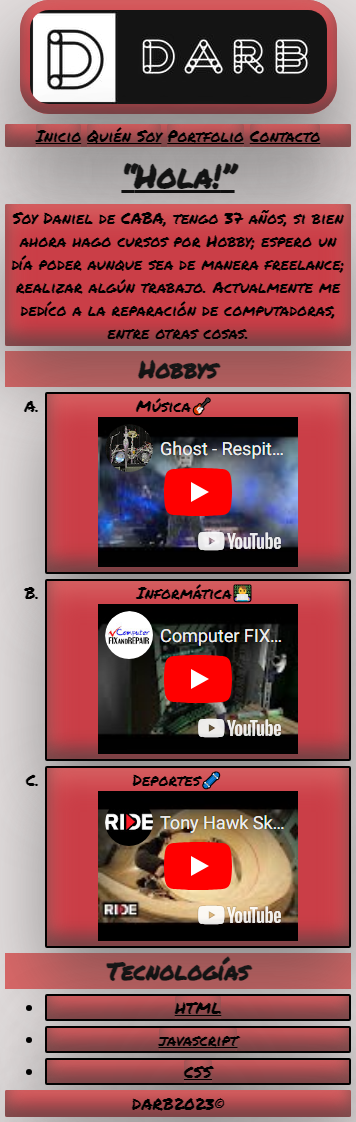 D DARB
Inicio Quién Soy Portfolio Contacto
"Hola!"
Soy Daniel de CABA, tengo 37 años, si bien
ahora hago cursos por Hobby; espero un
día poder aunque sea de manera freelance;
realizar algún trabajo. Actualmente me
dedíco a la reparación de computadoras,
entre otras cosas.
Hobbys
A. Música🎸
Ghost - Respit...
YouTube
B. Informática👨‍💻
Computer FIX...
Computer
FIXANDREPAIR
YouTube
C. Deportes🛹
Tony Hawk Sk...
RIDE
RIDE
YouTube
Tecnologías
• HTML
• javascript
• CSS
DARB2023©